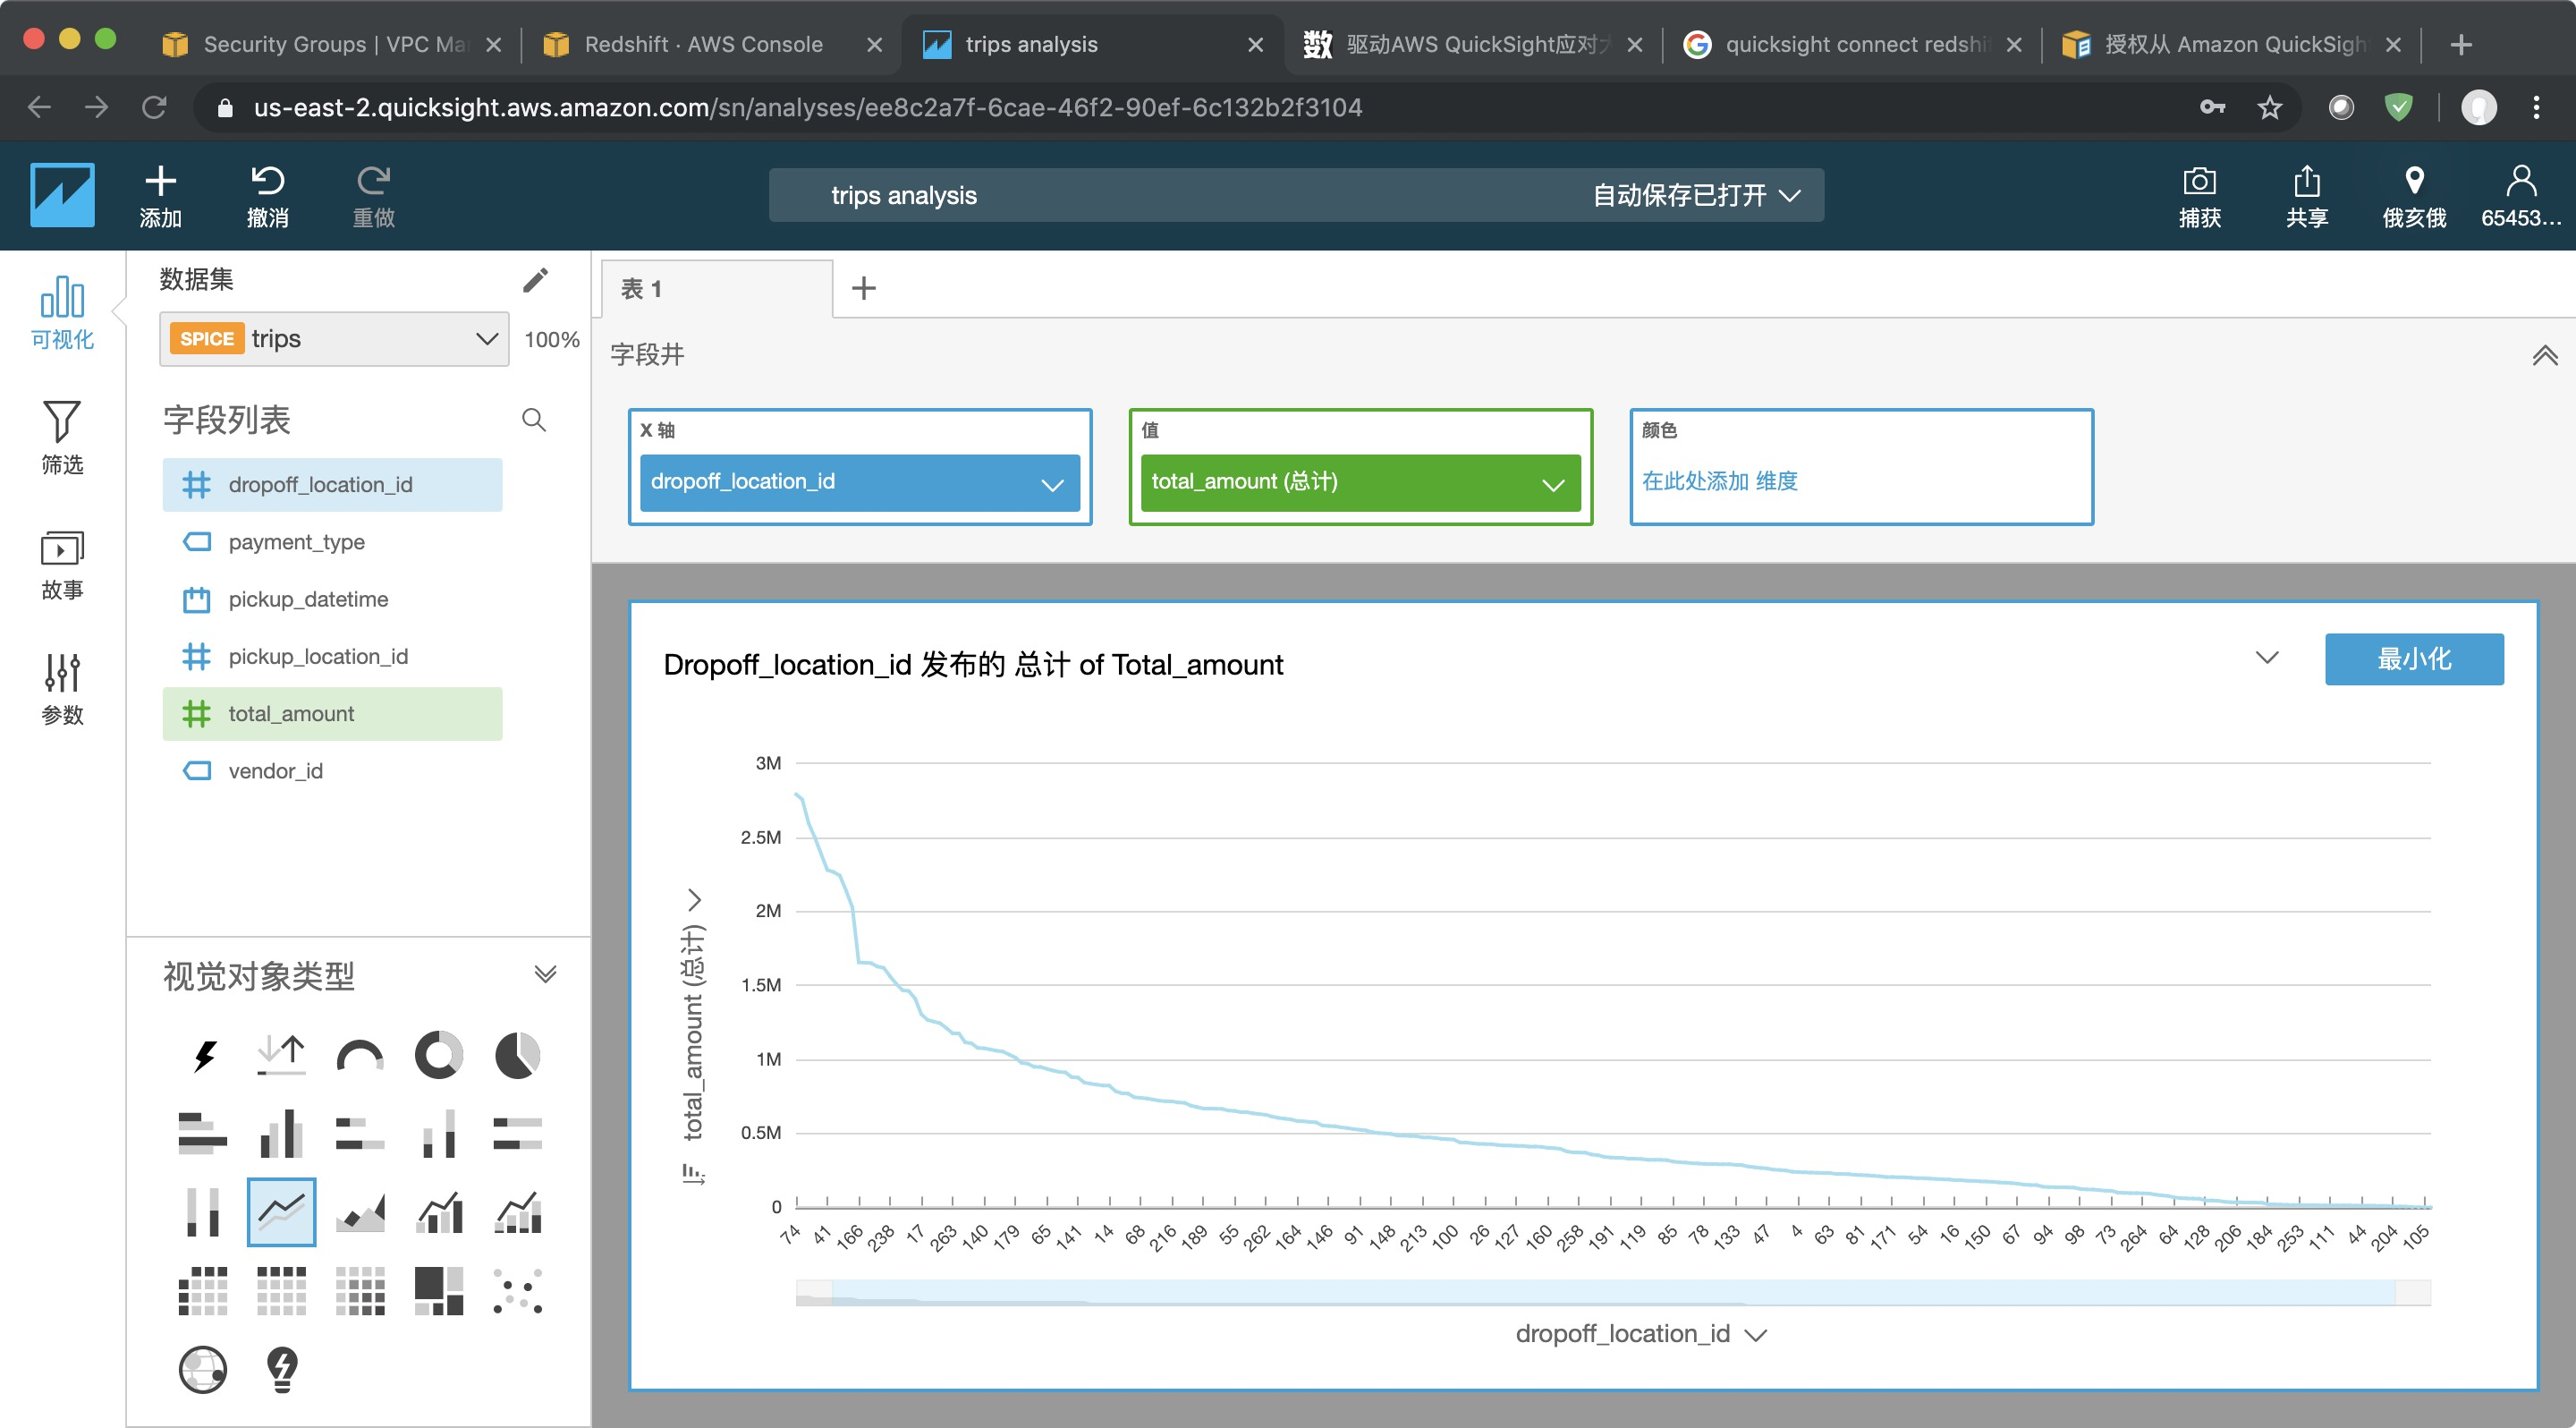 Security Groups | VPC Ma
Redshift · AWS Console
trips analysis
驱动AWS QuickSight应对大
quicksight connect redshi
授权从 Amazon QuickSigh
us-east-2.quicksight.aws.amazon.com/sn/analyses/ee8c2a7f-6cae-46f2-90ef-6c132b2f3104
添加
撤消
重做
trips analysis
自动保存已打开
捕获
共享
俄亥俄
65453...
可视化
筛选
故事
参数
数据集
SPICE trips
100%
字段列表
dropoff_location_id
payment_type
pickup_datetime
pickup_location_id
total_amount
vendor_id
视觉对象类型
表 1
字段井
X 轴
dropoff_location_id
值
total_amount (总计)
颜色
在此处添加 维度
Dropoff_location_id 发布的 总计 of Total_amount
最小化
total_amount (总计)
3M
2.5M
2M
1.5M
1M
0.5M
0
74 41 166 238 17 263 140 179 65 141 14 68 216 189 55 262 164 146 91 148 213 100 26 127 160 258 191 119 85 78 133 47 4 63 81 171 54 16 150 67 94 98 73 264 64 128 206 184 253 111 44 204 105
dropoff_location_id